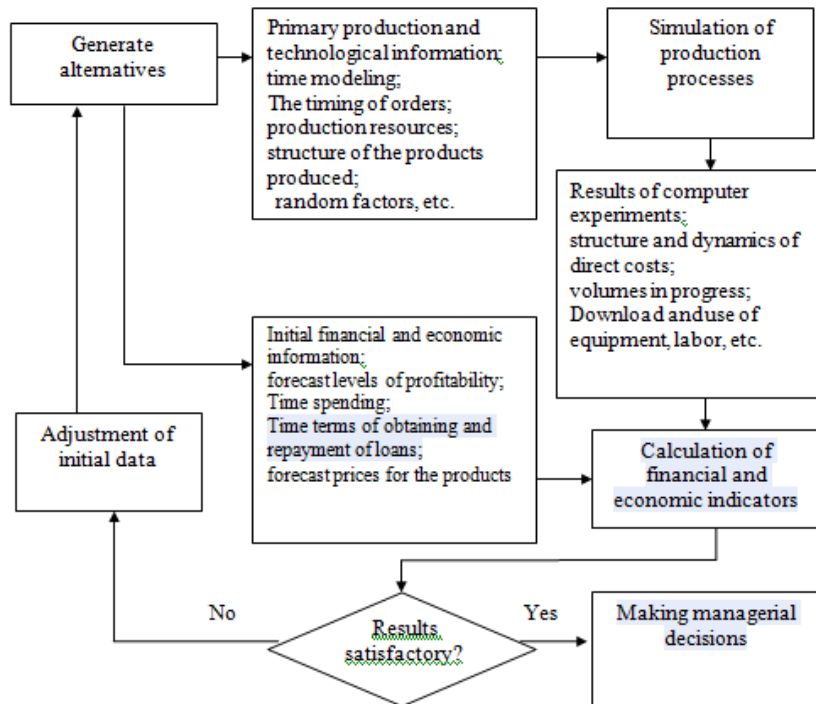 Generate
alternatives
Primary production and
technological information;
time modeling;
The timing of orders;
production resources;
structure of the products
produced;
random factors, etc.
Simulation of
production
processes
Results of computer
experiments;
structure and dynamics of
direct costs;
volumes in progress;
Download anduse of
equipment, labor, etc.
Initial financial and economic
information;
forecast levels of profitability;
Time spending;
Time terms of obtaining and
repayment of loans;
forecast prices for the products
Adjustment of
initial data
Calculation of
financial and
economic indicators
No
Results
satisfactory?
Yes
Making managerial
decisions